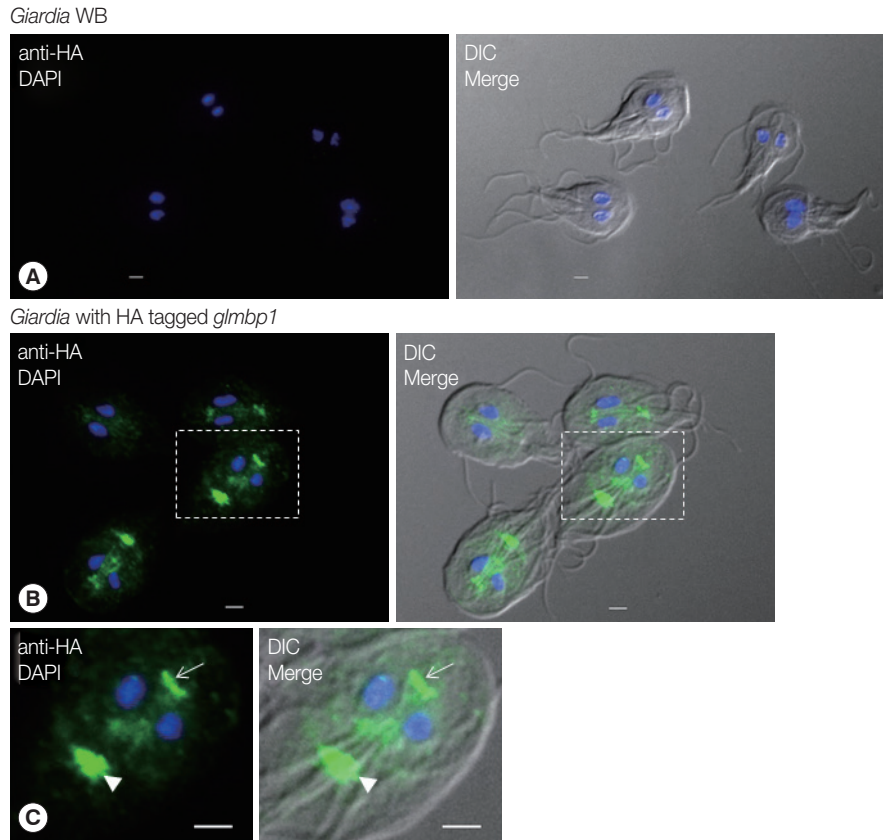 Giardia WB
anti-HA
DAPI
DIC
Merge
A
Giardia with HA tagged glmbp1
anti-HA
DAPI
DIC
Merge
B
anti-HA
DAPI
DIC
Merge
C